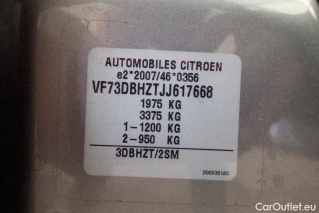 AUTOMOBILES CITROEN
e2*2007/46*0356
VF73DBHZTJJ617668
1975 KG
3375 KG
1-1200 KG
2-950 KG
3DBHZT/2SM
CarOutlet.eu